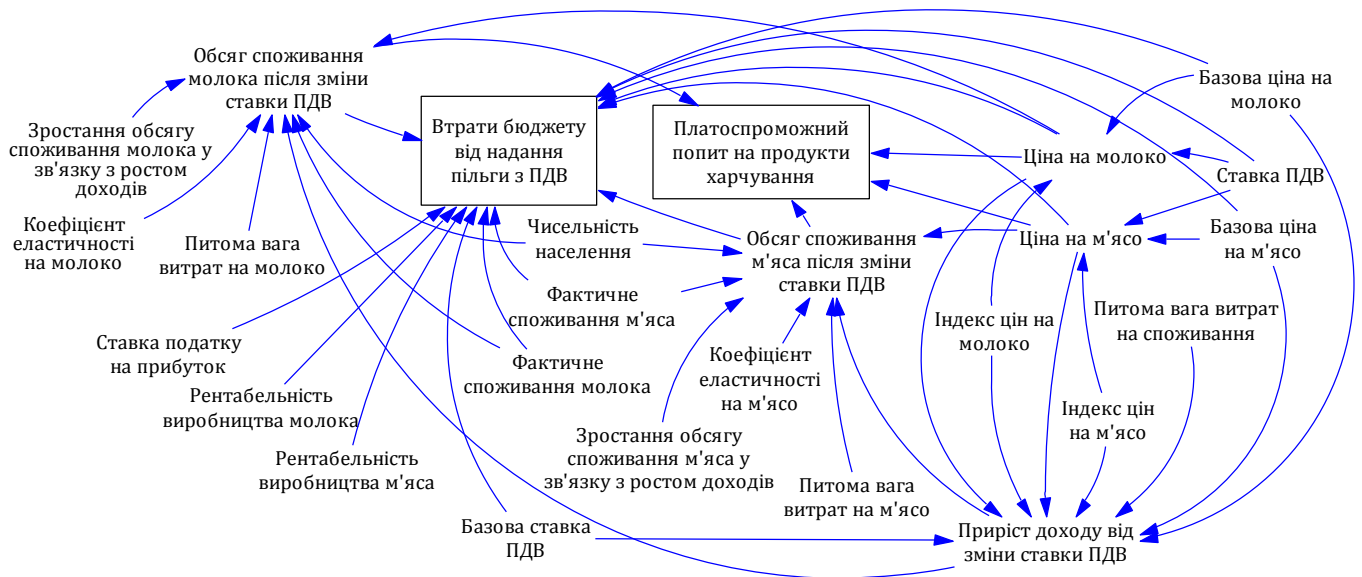 Обсяг споживання
молока після зміни
ставки ПДВ
Зростання обсягу
споживання молока у
зв'язку з ростом
доходів
Коефіцієнт
еластичності
на молоко
Питома вага
витрат на молоко
Втрати бюджету
від надання
пільги з ПДВ
Платоспроможний
попит на продукти
харчування
Базова ціна на
молоко
Ціна на молоко
Ставка ПДВ
Ціна на м'ясо
Базова ціна
на м'ясо
Чисельність
населення
Обсяг споживання
м'яса після зміни
ставки ПДВ
Фактичне
споживання м'яса
Ставка податку
на прибуток
Фактичне
споживання молока
Рентабельність
виробництва молока
Рентабельність
виробництва м'яса
Коефіцієнт
еластичності
на м'ясо
Індекс цін на
молоко
Питома вага витрат
на споживання
Індекс цін
на м'ясо
Зростання обсягу
споживання м'яса у
зв'язку з ростом доходів
Питома вага
витрат на м'ясо
Базова ставка
ПДВ
Приріст доходу від
зміни ставки ПДВ